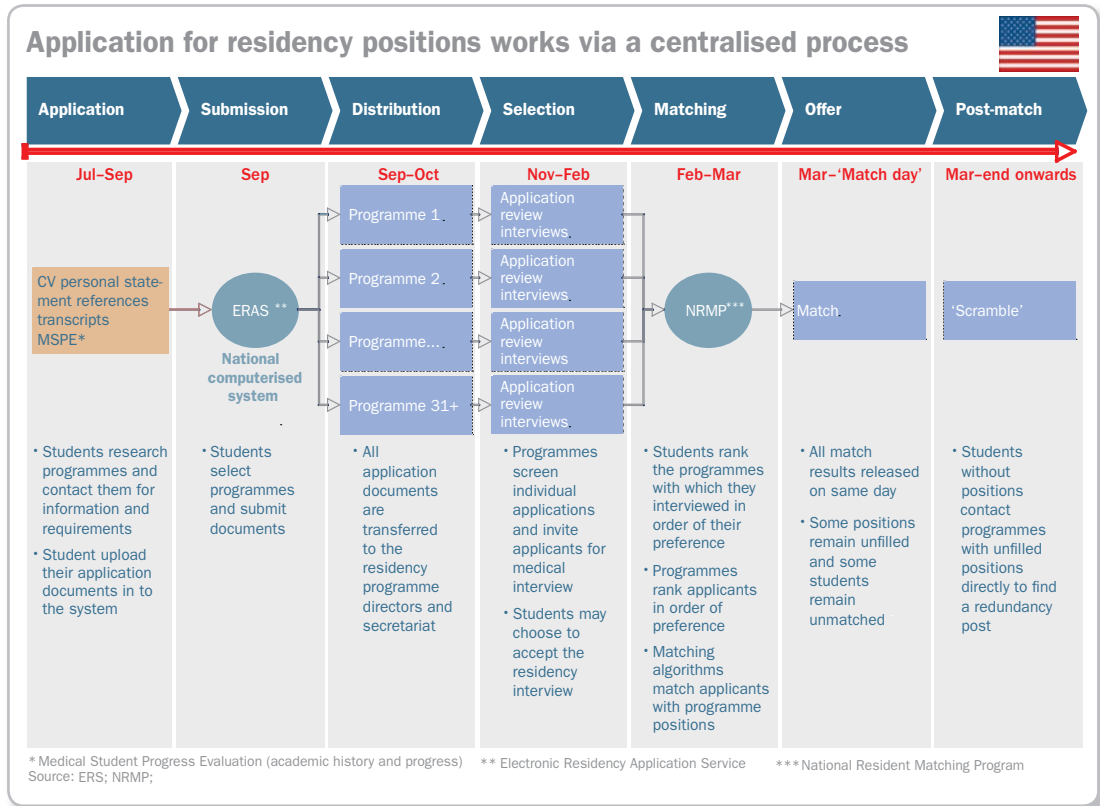 Application for residency positions works via a centralised process
Application
Submission
Distribution
Selection
Matching
Offer
Post-match
Jul–Sep
Sep
Sep–Oct
Nov–Feb
Feb–Mar
Mar–‘Match day’
Mar–end onwards
CV personal state-
ment references
transcripts
MSPE*
ERAS **
National
computerised
system
.
Programme 1.
Programme 2.
Programme....
Programme 31+
Application
review
interviews.
Application
review
interviews.
Application
review
interviews
Application
review
interviews.
NRMP***
Match.
‘Scramble’
• Students research
programmes and
contact them for
information and
requirements
• Student upload
their application
documents in to
the system
• Students
select
programmes
and submit
documents
• All
application
documents
are
transferred
to the
residency
programme
directors and
secretariat
• Programmes
screen
individual
applications
and invite
applicants for
medical
interview
• Students may
choose to
accept the
residency
interview
• Students rank
the programmes
with which they
interviewed in
order of their
preference
• Programmes
rank applicants
in order of
preference
• Matching
algorithms
match applicants
with programme
positions
• All match
results released
on same day
• Some positions
remain unfilled
and some
students
remain
unmatched
• Students
without
positions
contact
programmes
with unfilled
positions
directly to find
a redundancy
post
* Medical Student Progress Evaluation (academic history and progress)
** Electronic Residency Application Service
***National Resident Matching Program
Source: ERS; NRMP;